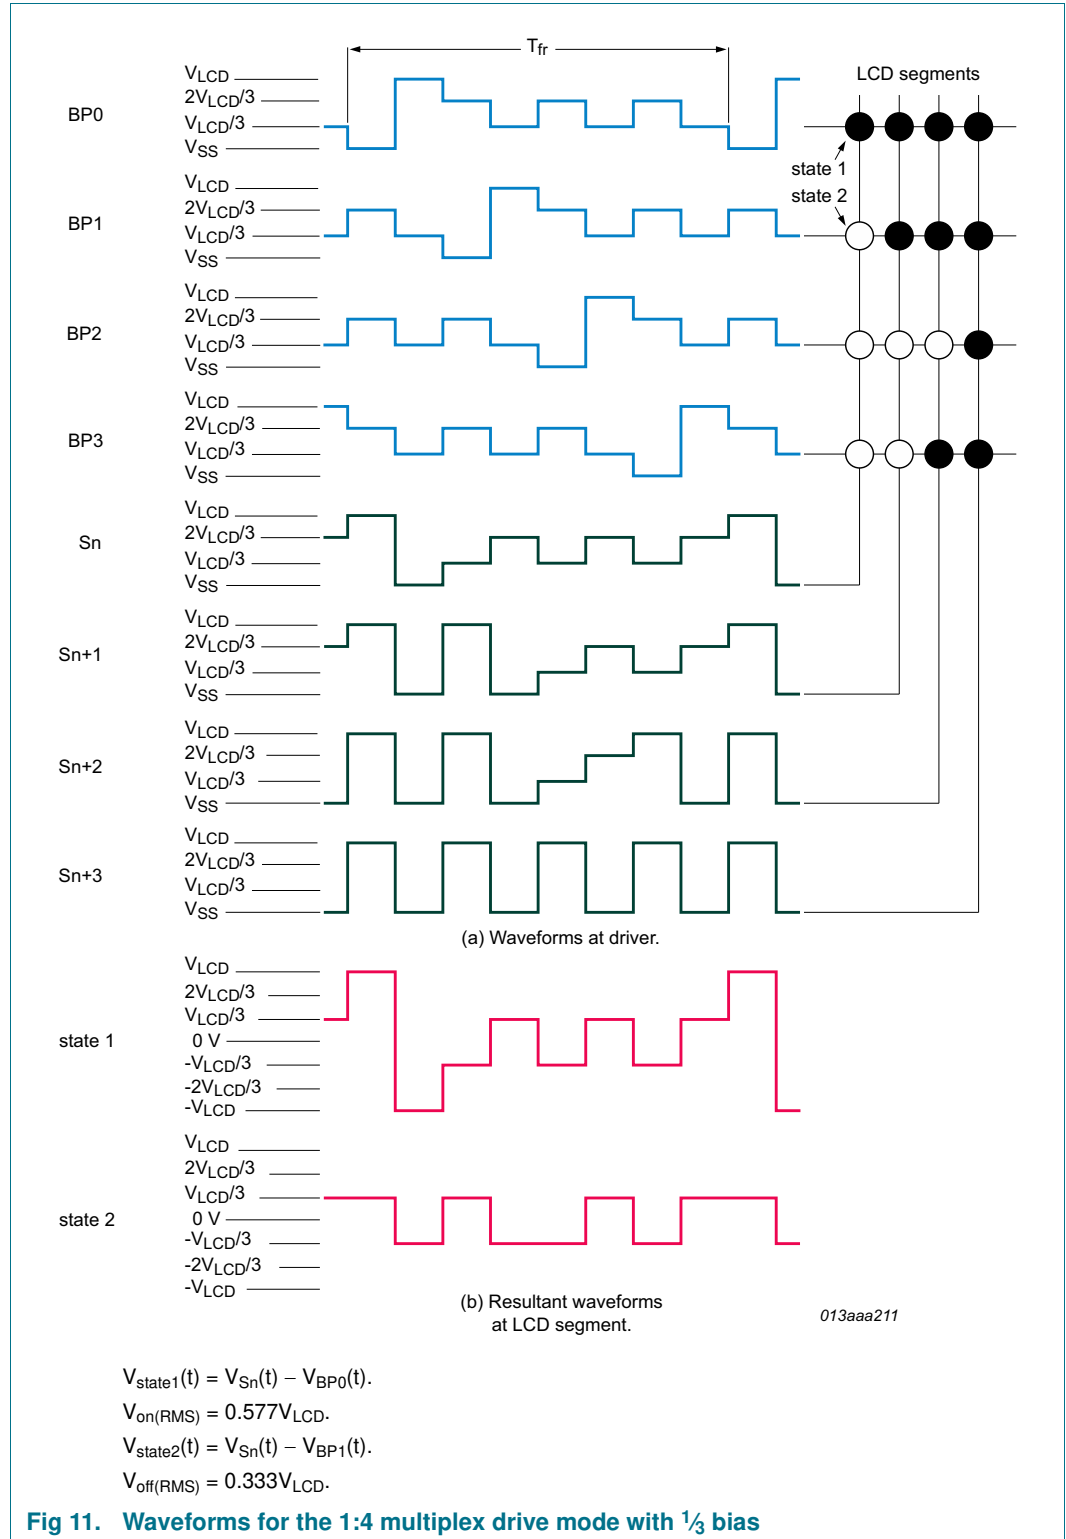 Tfr
LCD segments
BP0
VLCD
2VLCD/3
VLCD/3
VSS
state 1
state 2
BP1
VLCD
2VLCD/3
VLCD/3
VSS
BP2
VLCD
2VLCD/3
VLCD/3
VSS
BP3
VLCD
2VLCD/3
VLCD/3
VSS
Sn
VLCD
2VLCD/3
VLCD/3
VSS
Sn+1
VLCD
2VLCD/3
VLCD/3
VSS
Sn+2
VLCD
2VLCD/3
VLCD/3
VSS
Sn+3
VLCD
2VLCD/3
VLCD/3
VSS
(a) Waveforms at driver.
state 1
VLCD
2VLCD/3
VLCD/3
0 V
-VLCD/3
-2VLCD/3
-VLCD
state 2
VLCD
2VLCD/3
VLCD/3
0 V
-VLCD/3
-2VLCD/3
-VLCD
(b) Resultant waveforms
at LCD segment.
013aaa211
Vstate1(t) = VSn(t) − VBP0(t).
Von(RMS) = 0.577VLCD.
Vstate2(t) = VSn(t) − VBP1(t).
Voff(RMS) = 0.333VLCD.
Fig 11. Waveforms for the 1:4 multiplex drive mode with 1⁄3 bias